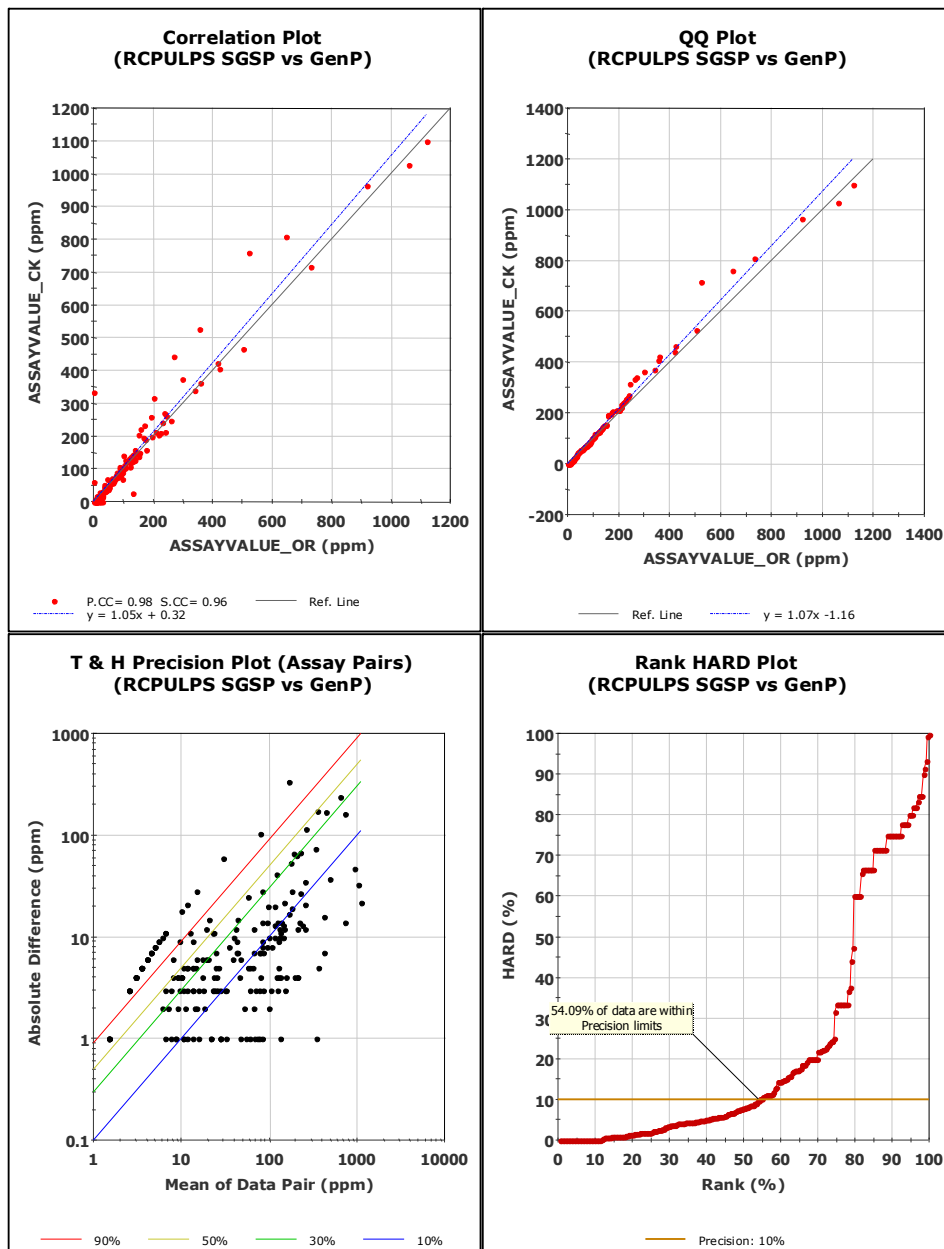 Correlation Plot
(RCPULPS SGSP vs GenP)
1200
1100
1000
900
800
700
600
500
400
300
200
100
0
0 200 400 600 800 1000 1200
ASSAYVALUE_CK (ppm)
ASSAYVALUE_OR (ppm)
P.CC= 0.98 S.CC= 0.96 Ref. Line
y = 1.05x + 0.32
QQ Plot
(RCPULPS SGSP vs GenP)
1400
1200
1000
800
600
400
200
0
-200
0 200 400 600 800 1000 1200 1400
ASSAYVALUE_CK (ppm)
ASSAYVALUE_OR (ppm)
Ref. Line y = 1.07x -1.16
T & H Precision Plot (Assay Pairs)
(RCPULPS SGSP vs GenP)
1000
100
10
1
0.1
1 10 100 1000 10000
Absolute Difference (ppm)
Mean of Data Pair (ppm)
90% 50% 30% 10%
Rank HARD Plot
(RCPULPS SGSP vs GenP)
100
90
80
70
60
50
40
30
20
10
0
0 10 20 30 40 50 60 70 80 90 100
HARD (%)
Rank (%)
54.09% of data are within
Precision limits
Precision: 10%